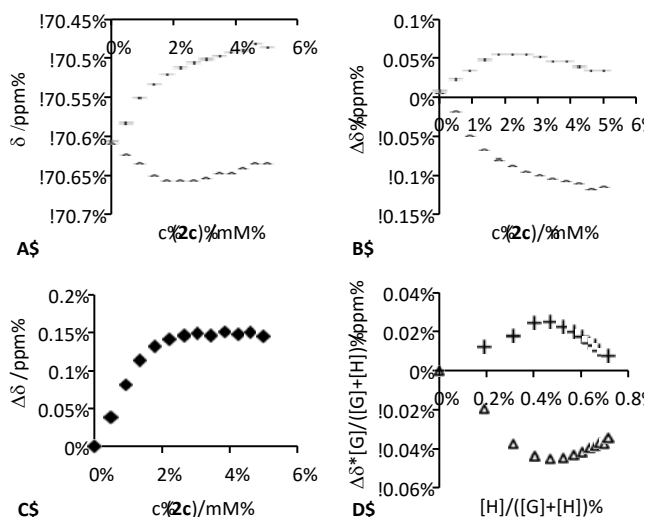 !70.45%
!70.5%
!70.55%
!70.6%
!70.65%
!70.7%
0%
2%
4%
6%
δ /ppm%
c%(2c)%mM%
A$
0.1%
0.05%
0%
!0.05%
!0.1%
!0.15%
0% 1% 2% 3% 4% 5% 6%
Δδ%ppm%
c%(2c)/%mM%
B$
0.2%
0.15%
0.1%
0.05%
0%
0% 2% 4% 6%
Δδ /ppm%
c%(2c)/mM%
C$
0.04%
0.02%
0%
!0.02%
!0.04%
!0.06%
0% 0.2% 0.4% 0.6% 0.8%
Δδ*[G]/([G]+[H])%ppm%
[H]/([G]+[H])%
D$